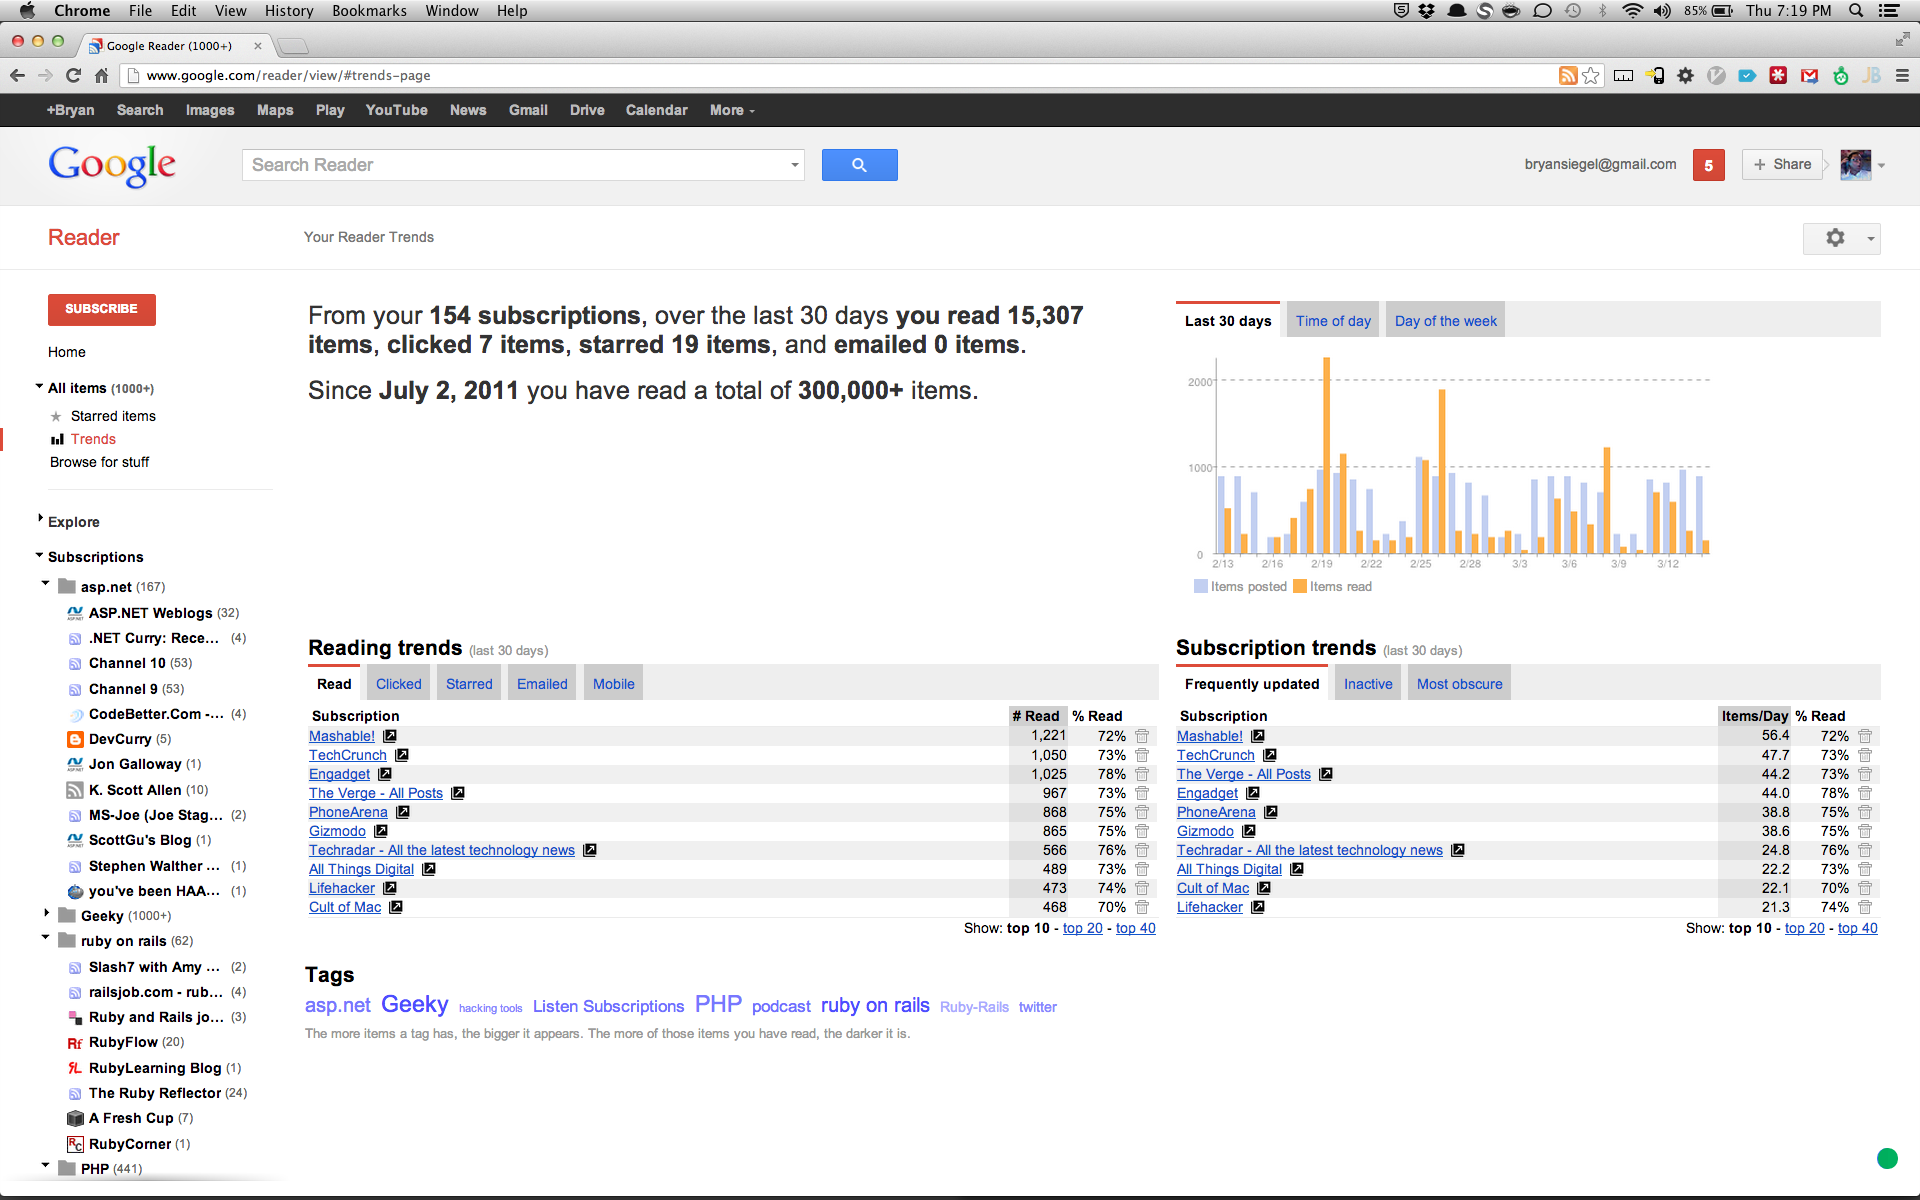 Chrome File Edit View History Bookmarks Window Help 85% Thu 7:19 PM
Google Reader (1000+)
www.google.com/reader/view/#trends-page
+Bryan Search Images Maps Play YouTube News Gmail Drive Calendar More
Google Search Reader bryansiegel@gmail.com 5 + Share
Reader Your Reader Trends
SUBSCRIBE
Home
All items (1000+)
Starred items
Trends
Browse for stuff
Explore
Subscriptions
asp.net (167)
ASP.NET Weblogs (32)
.NET Curry: Rece... (4)
Channel 10 (53)
Channel 9 (53)
CodeBetter.Com -... (4)
DevCurry (5)
Jon Galloway (1)
K. Scott Allen (10)
MS-Joe (Joe Stag... (2)
ScottGu's Blog (1)
Stephen Walther ... (1)
you've been HAA... (1)
Geeky (1000+)
ruby on rails (62)
Slash7 with Amy ... (2)
railsjob.com - rub... (4)
Ruby and Rails jo... (3)
RubyFlow (20)
RubyLearning Blog (1)
The Ruby Reflector (24)
A Fresh Cup (7)
RubyCorner (1)
PHP (441)
From your 154 subscriptions, over the last 30 days you read 15,307
items, clicked 7 items, starred 19 items, and emailed 0 items.
Since July 2, 2011 you have read a total of 300,000+ items.
Last 30 days Time of day Day of the week
2000
1000
0
2/13 2/16 2/19 2/22 2/25 2/28 3/3 3/6 3/9 3/12
Items posted Items read
Reading trends (last 30 days)
Read Clicked Starred Emailed Mobile
Subscription # Read % Read
Mashable! 1,221 72%
TechCrunch 1,050 73%
Engadget 1,025 78%
The Verge - All Posts 967 73%
PhoneArena 868 75%
Gizmodo 865 75%
Techradar - All the latest technology news 566 76%
All Things Digital 489 73%
Lifehacker 473 74%
Cult of Mac 468 70%
Show: top 10 - top 20 - top 40
Subscription trends (last 30 days)
Frequently updated Inactive Most obscure
Subscription Items/Day % Read
Mashable! 56.4 72%
TechCrunch 47.7 73%
The Verge - All Posts 44.2 73%
Engadget 44.0 78%
PhoneArena 38.8 75%
Gizmodo 38.6 75%
Techradar - All the latest technology news 24.8 76%
All Things Digital 22.2 73%
Cult of Mac 22.1 70%
Lifehacker 21.3 74%
Show: top 10 - top 20 - top 40
Tags
asp.net Geeky hacking tools Listen Subscriptions PHP podcast ruby on rails Ruby-Rails twitter
The more items a tag has, the bigger it appears. The more of those items you have read, the darker it is.